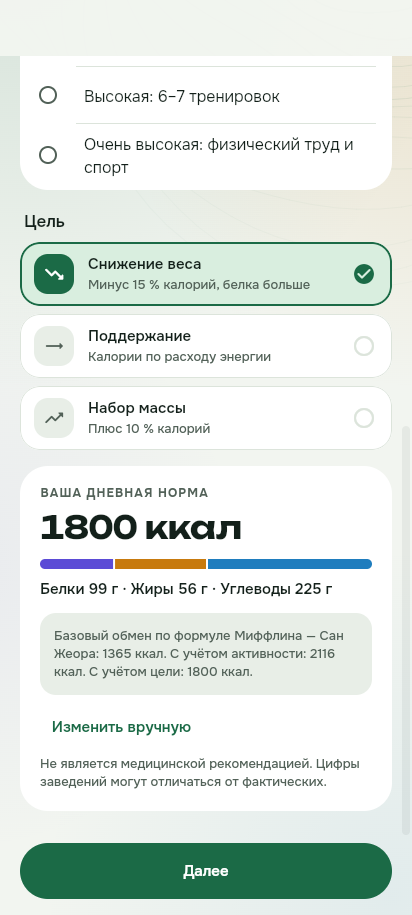 Высокая: 6–7 тренировок
Очень высокая: физический труд и
спорт
Цель
Снижение веса
Минус 15 % калорий, белка больше
Поддержание
Калории по расходу энергии
Набор массы
Плюс 10 % калорий
ВАША ДНЕВНАЯ НОРМА
1800 ккал
Белки 99 г · Жиры 56 г · Углеводы 225 г
Базовый обмен по формуле Миффлина — Сан
Жеора: 1365 ккал. С учётом активности: 2116
ккал. С учётом цели: 1800 ккал.
Изменить вручную
Не является медицинской рекомендацией. Цифры
заведений могут отличаться от фактических.
Далее